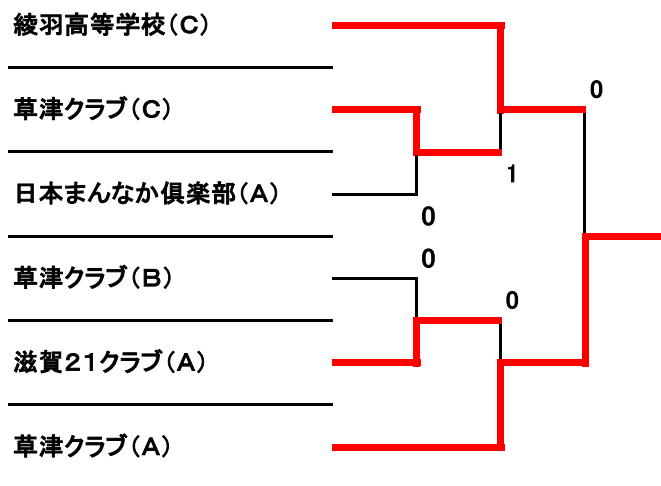 綾羽高等学校（C）
0
草津クラブ（C）
1
日本まんなか倶楽部（A）
0
0
草津クラブ（B）
0
滋賀21クラブ（A）
草津クラブ（A）